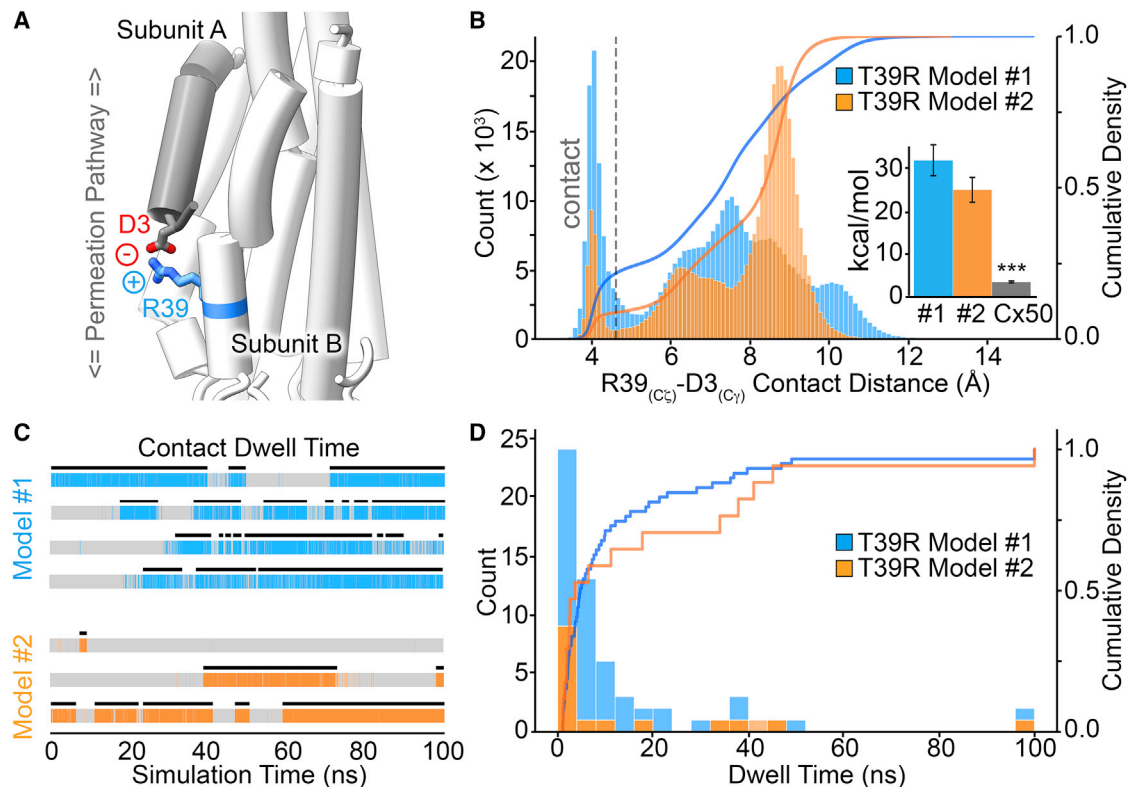 A
Subunit A
<= Permeation Pathway =>
D3
-
+
R39
Subunit B
B
Count (x 10³)
20
15
10
5
0
contact
T39R Model #1
T39R Model #2
kcal/mol
30
20
10
0
***
#1 #2 Cx50
1.0
0.5
0.0
Cumulative Density
4 6 8 10 12 14
R39(Cζ)-D3(Cγ) Contact Distance (Å)
C
Contact Dwell Time
Model #1
Model #2
0 20 40 60 80 100
Simulation Time (ns)
D
Count
25
20
15
10
5
0
T39R Model #1
T39R Model #2
1.0
0.5
0.0
Cumulative Density
0 20 40 60 80 100
Dwell Time (ns)